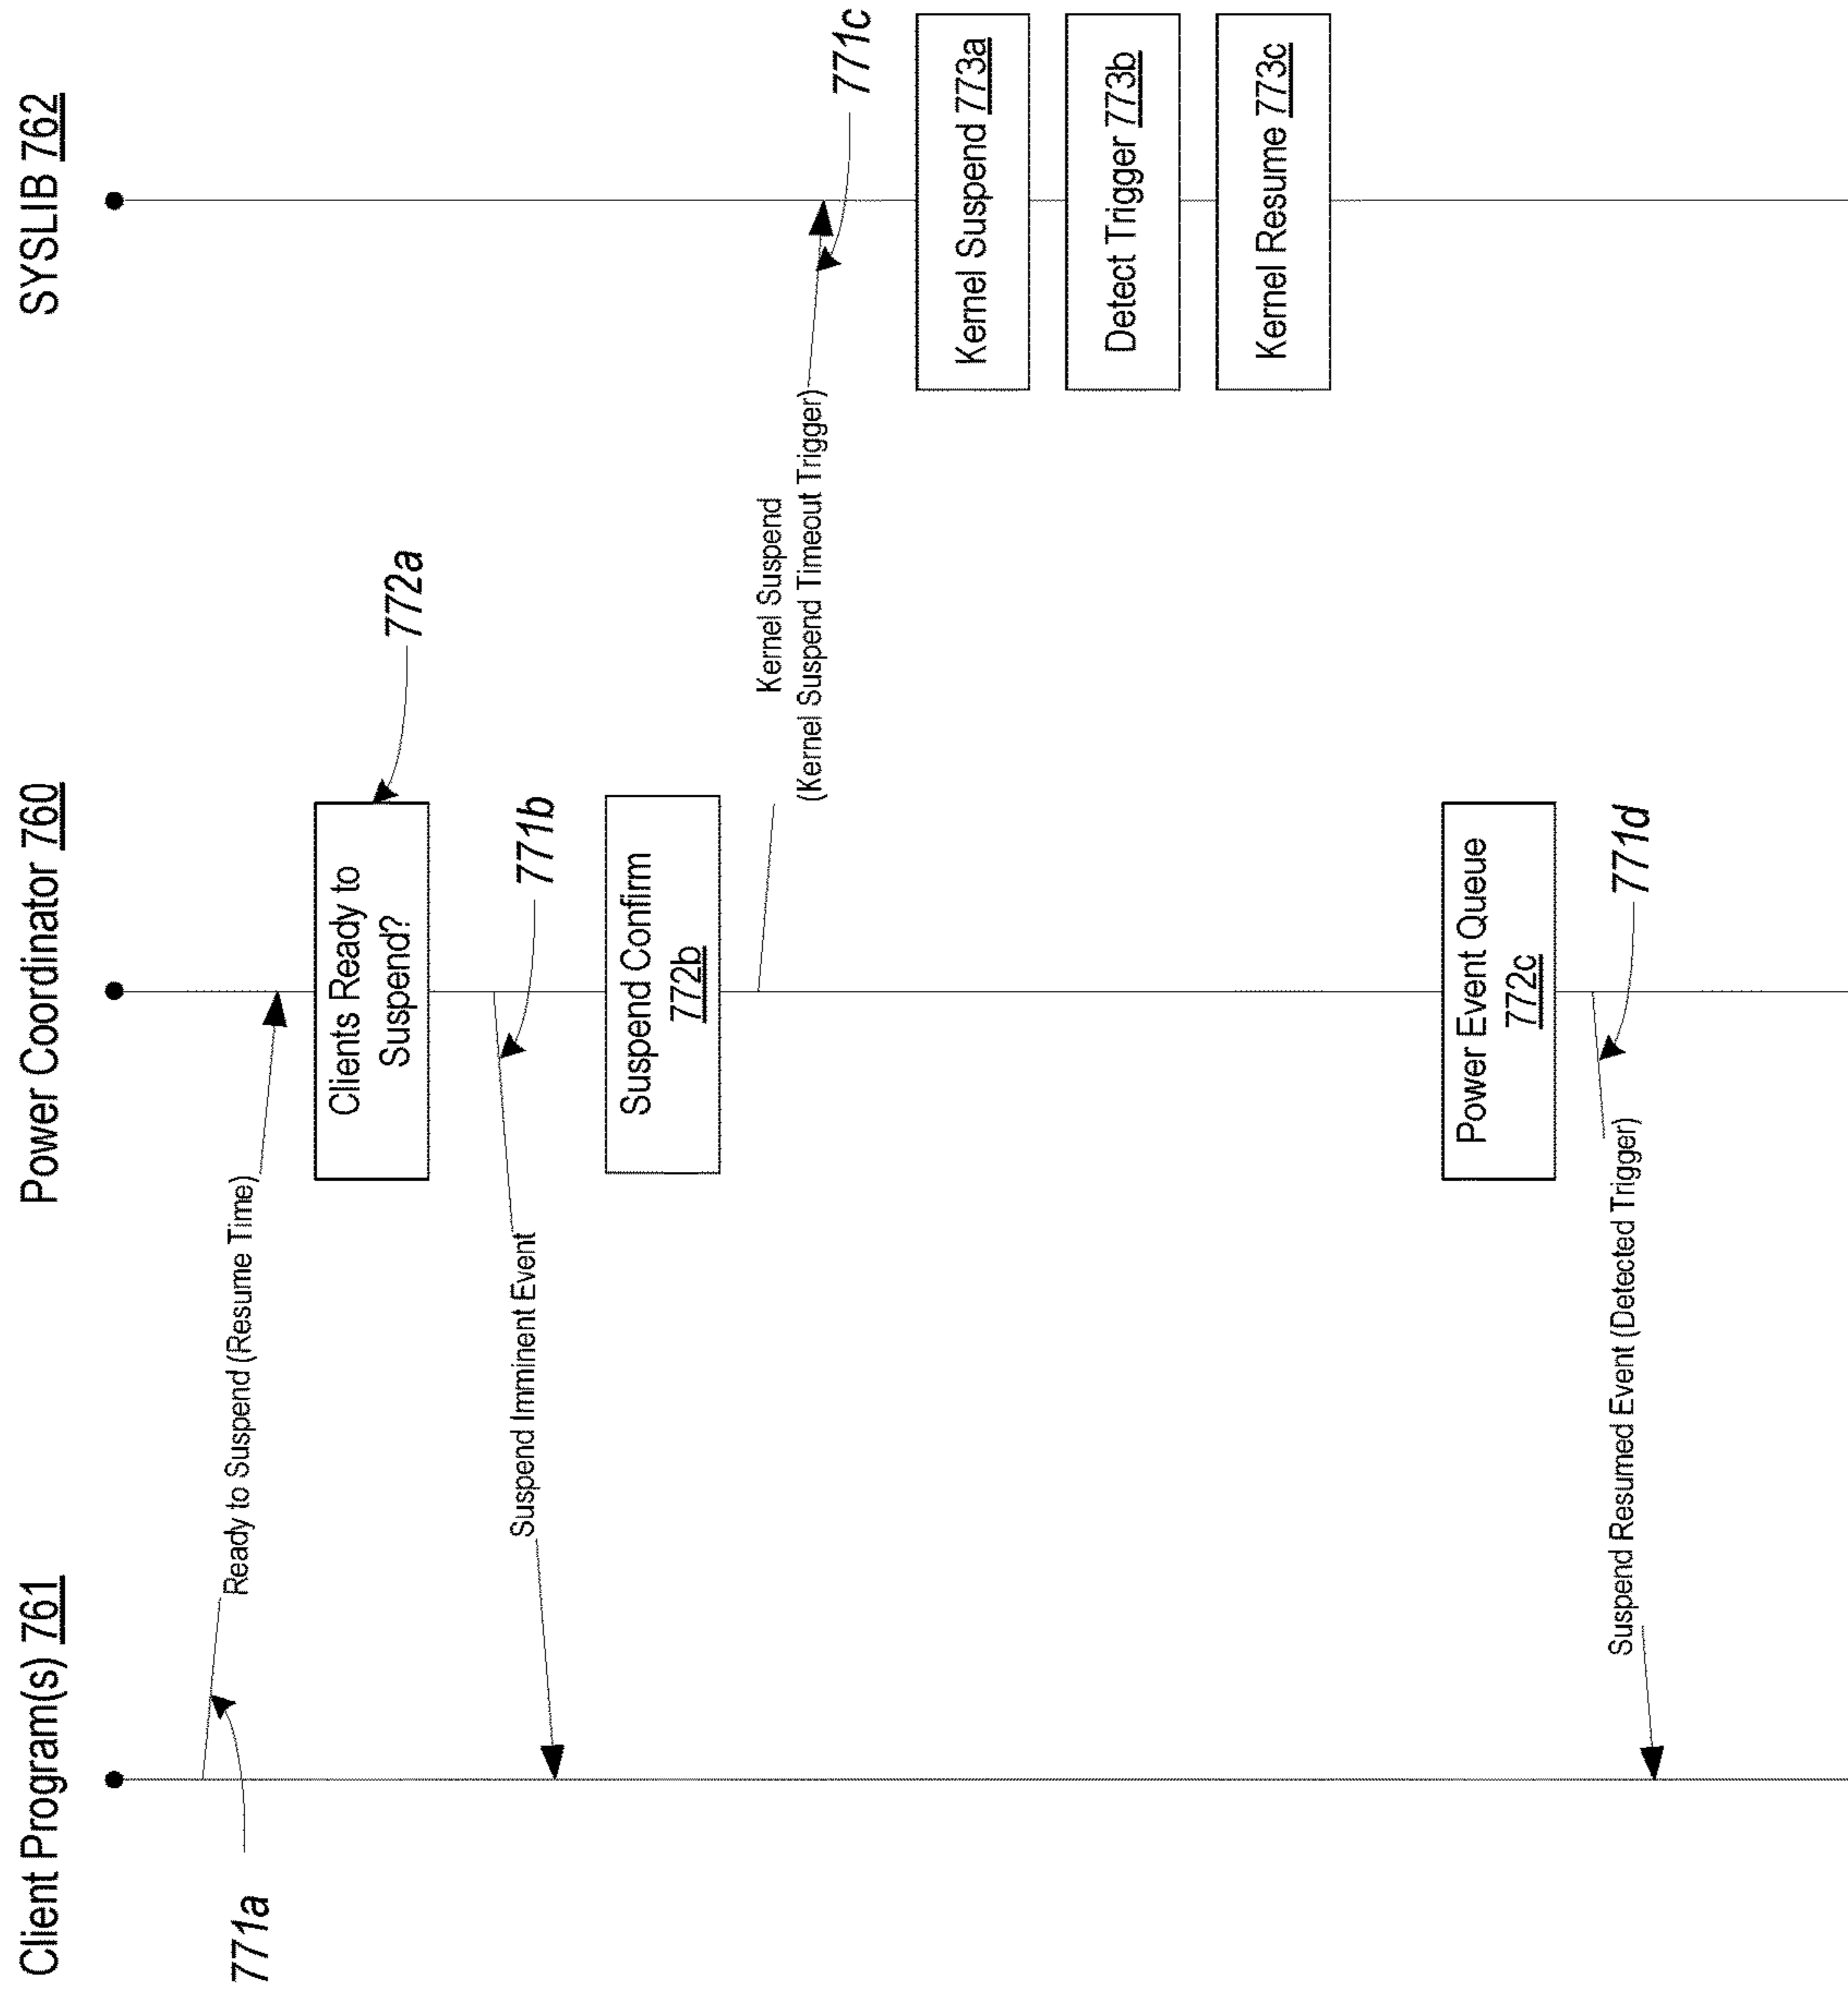 Client Program(s) 761
Power Coordinator 760
SYSLIB 762
771a
Ready to Suspend (Resume Time)
Clients Ready to
Suspend?
772a
Suspend Imminent Event
771b
Suspend Confirm
772b
Kernel Suspend
(Kernel Suspend Timeout Trigger)
771c
Kernel Suspend 773a
Detect Trigger 773b
Kernel Resume 773c
Power Event Queue
772c
Suspend Resumed Event (Detected Trigger)
771d